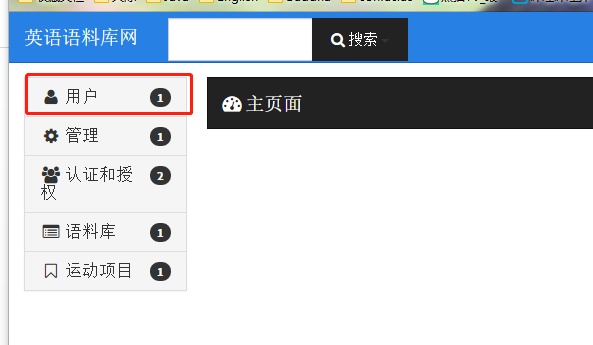 英语语料库网
搜索
用户 1
管理 1
认证和授权 2
语料库 1
运动项目 1
主页面